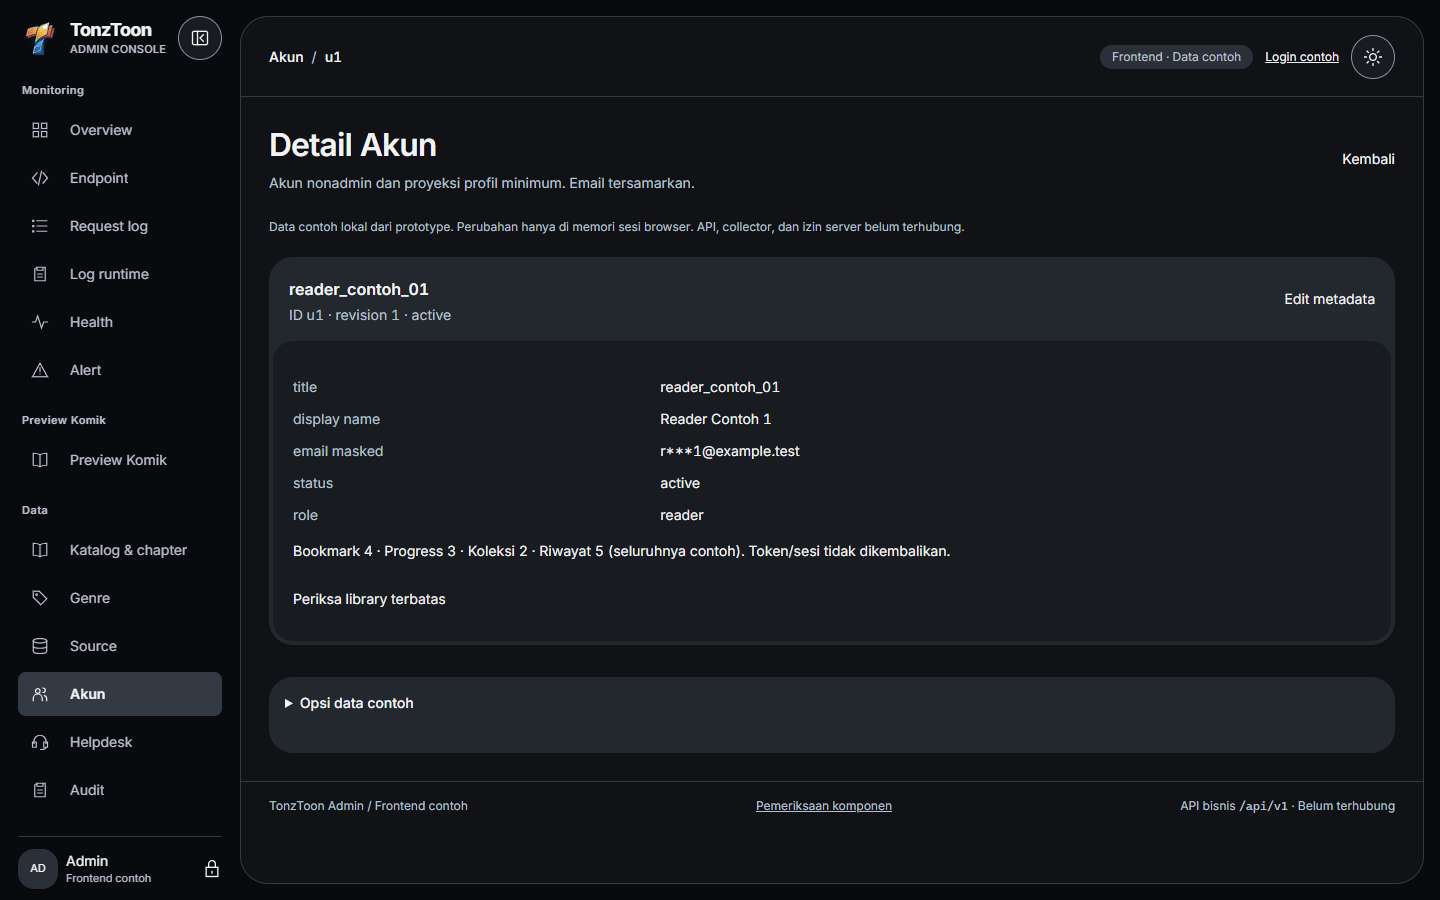 TonzToon
ADMIN CONSOLE
Monitoring
Overview
Endpoint
Request log
Log runtime
Health
Alert
Preview Komik
Preview Komik
Data
Katalog & chapter
Genre
Source
Akun
Helpdesk
Audit
AD
Admin
Frontend contoh
Akun / u1
Frontend · Data contoh
Login contoh
Detail Akun
Akun nonadmin dan proyeksi profil minimum. Email tersamarkan.
Kembali
Data contoh lokal dari prototype. Perubahan hanya di memori sesi browser. API, collector, dan izin server belum terhubung.
reader_contoh_01
ID u1 · revision 1 · active
Edit metadata
title reader_contoh_01
display name Reader Contoh 1
email masked r***1@example.test
status active
role reader
Bookmark 4 · Progress 3 · Koleksi 2 · Riwayat 5 (seluruhnya contoh). Token/sesi tidak dikembalikan.
Periksa library terbatas
Opsi data contoh
TonzToon Admin / Frontend contoh
Pemeriksaan komponen
API bisnis /api/v1 · Belum terhubung